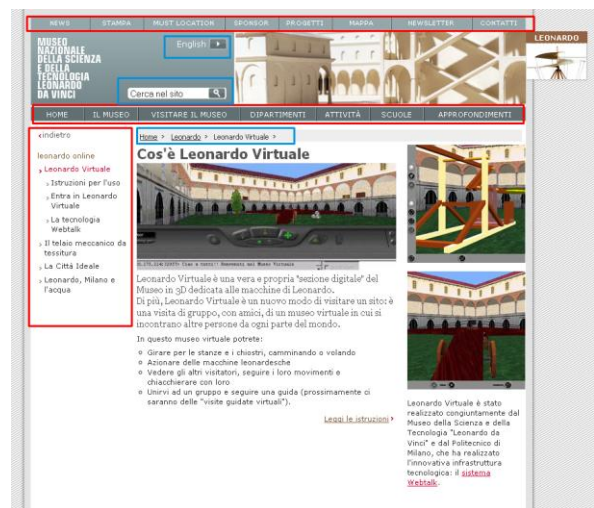 NEWS STAMPA MUST LOCATION SPONSOR PROGETTI MAPPA NEWSLETTER CONTATTI
MUSEO
NAZIONALE
DELLA SCIENZA
E DELLA
TECNOLOGIA
LEONARDO
DA VINCI
English
Cerca nel sito
LEONARDO
HOME IL MUSEO VISITARE IL MUSEO DIPARTIMENTI ATTIVITÀ SCUOLE APPROFONDIMENTI
indietro
leonardo online
Leonardo Virtuale
Istruzioni per l'uso
Entra in Leonardo
Virtuale
La tecnologia
Webtalk
Il telaio meccanico da
tessitura
La Città Ideale
Leonardo, Milano e
l'acqua
Home > Leonardo > Leonardo Virtuale >
Cos'è Leonardo Virtuale
Leonardo Virtuale è una vera e propria "sezione digitale" del
Museo in 3D dedicata alle macchine di Leonardo.
Di più, Leonardo Virtuale è un nuovo modo di visitare un sito: è
una visita di gruppo, con amici, di un museo virtuale in cui si
incontrano altre persone da ogni parte del mondo.
In questo museo virtuale potrete:
Girare per le stanze e i chiostri, camminando o volando
Azionare delle macchine leonardesche
Vedere gli altri visitatori, seguire i loro movimenti e
chiacchierare con loro
Unirvi ad un gruppo e seguire una guida (prossimamente ci
saranno delle "visite guidate virtuali").
Leggi le istruzioni
Leonardo Virtuale è stato
realizzato congiuntamente dal
Museo della Scienza e della
Tecnologia "Leonardo da
Vinci" e dal Politecnico di
Milano, che ha realizzato
l'innovativa infrastruttura
tecnologica: il sistema
Webtalk.